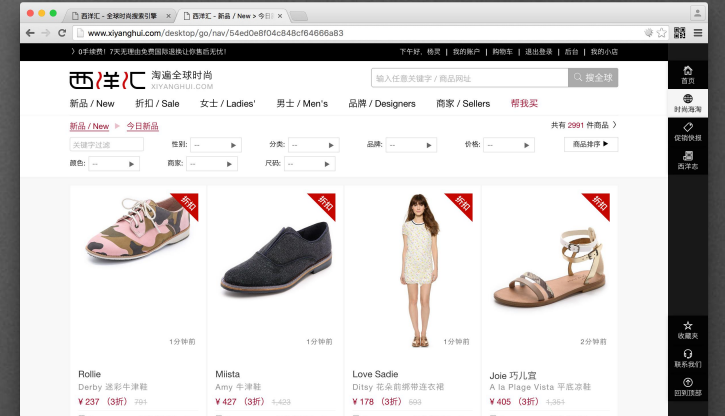 西洋汇 - 全球时尚搜索引擎
西洋汇 - 新品 / New > 今日
www.xiyanghui.com/desktop/go/nav/54ed0e8f04c848cf64666a83
》0手续费！7天无理由免费国际退换让你售后无忧！
下午好，杨灵 | 我的账户 | 购物车 | 退出登录 | 后台 | 我的小店
西洋汇 淘遍全球时尚
XIYANGHUI.COM
输入任意关键字 / 商品网址
搜全球
新品 / New 折扣 / Sale 女士 / Ladies' 男士 / Men's 品牌 / Designers 商家 / Sellers 帮我买
新品 / New ▶ 今日新品
共有 2991 件商品 》
关键字过滤 性别: -- ▶ 分类: -- ▶ 品牌: -- ▶ 价格: -- ▶ 商品排序 ▶
颜色: -- ▶ 商家: -- ▶ 尺码: -- ▶
首页
时尚海淘
促销快报
西洋志
折扣 折扣 折扣 折扣
1分钟前 1分钟前 1分钟前 2分钟前
Rollie
Derby 迷彩牛津鞋
¥ 237 （3折） 791
Miista
Amy 牛津鞋
¥ 427 （3折） 1,423
Love Sadie
Ditsy 花朵前绑带连衣裙
¥ 178 （3折） 593
Joie 巧儿宜
A la Plage Vista 平底凉鞋
¥ 405 （3折） 1,351
收藏夹
联系我们
回到顶部